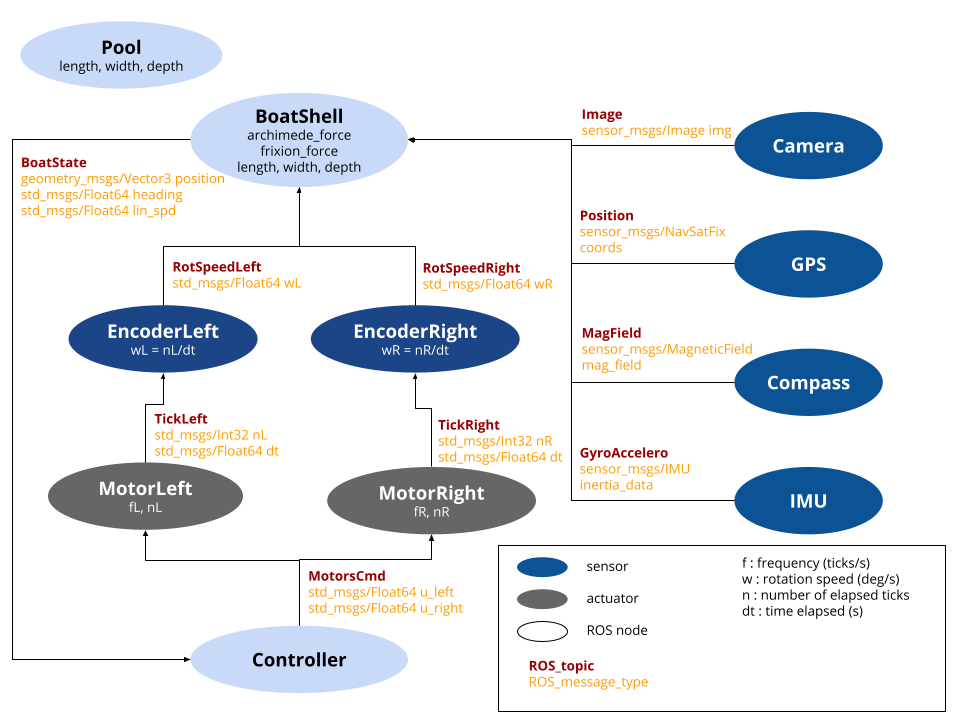 Pool
length, width, depth
BoatShell
archimede_force
frixion_force
length, width, depth
Image
sensor_msgs/Image img
Camera
BoatState
geometry_msgs/Vector3 position
std_msgs/Float64 heading
std_msgs/Float64 lin_spd
Position
sensor_msgs/NavSatFix
coords
GPS
RotSpeedLeft
std_msgs/Float64 wL
RotSpeedRight
std_msgs/Float64 wR
EncoderLeft
wL = nL/dt
EncoderRight
wR = nR/dt
MagField
sensor_msgs/MagneticField
mag_field
Compass
TickLeft
std_msgs/Int32 nL
std_msgs/Float64 dt
TickRight
std_msgs/Int32 nR
std_msgs/Float64 dt
GyroAccelero
sensor_msgs/IMU
inertia_data
IMU
MotorLeft
fL, nL
MotorRight
fR, nR
MotorsCmd
std_msgs/Float64 u_left
std_msgs/Float64 u_right
Controller
sensor
actuator
ROS node
ROS_topic
ROS_message_type
f : frequency (ticks/s)
w : rotation speed (deg/s)
n : number of elapsed ticks
dt : time elapsed (s)